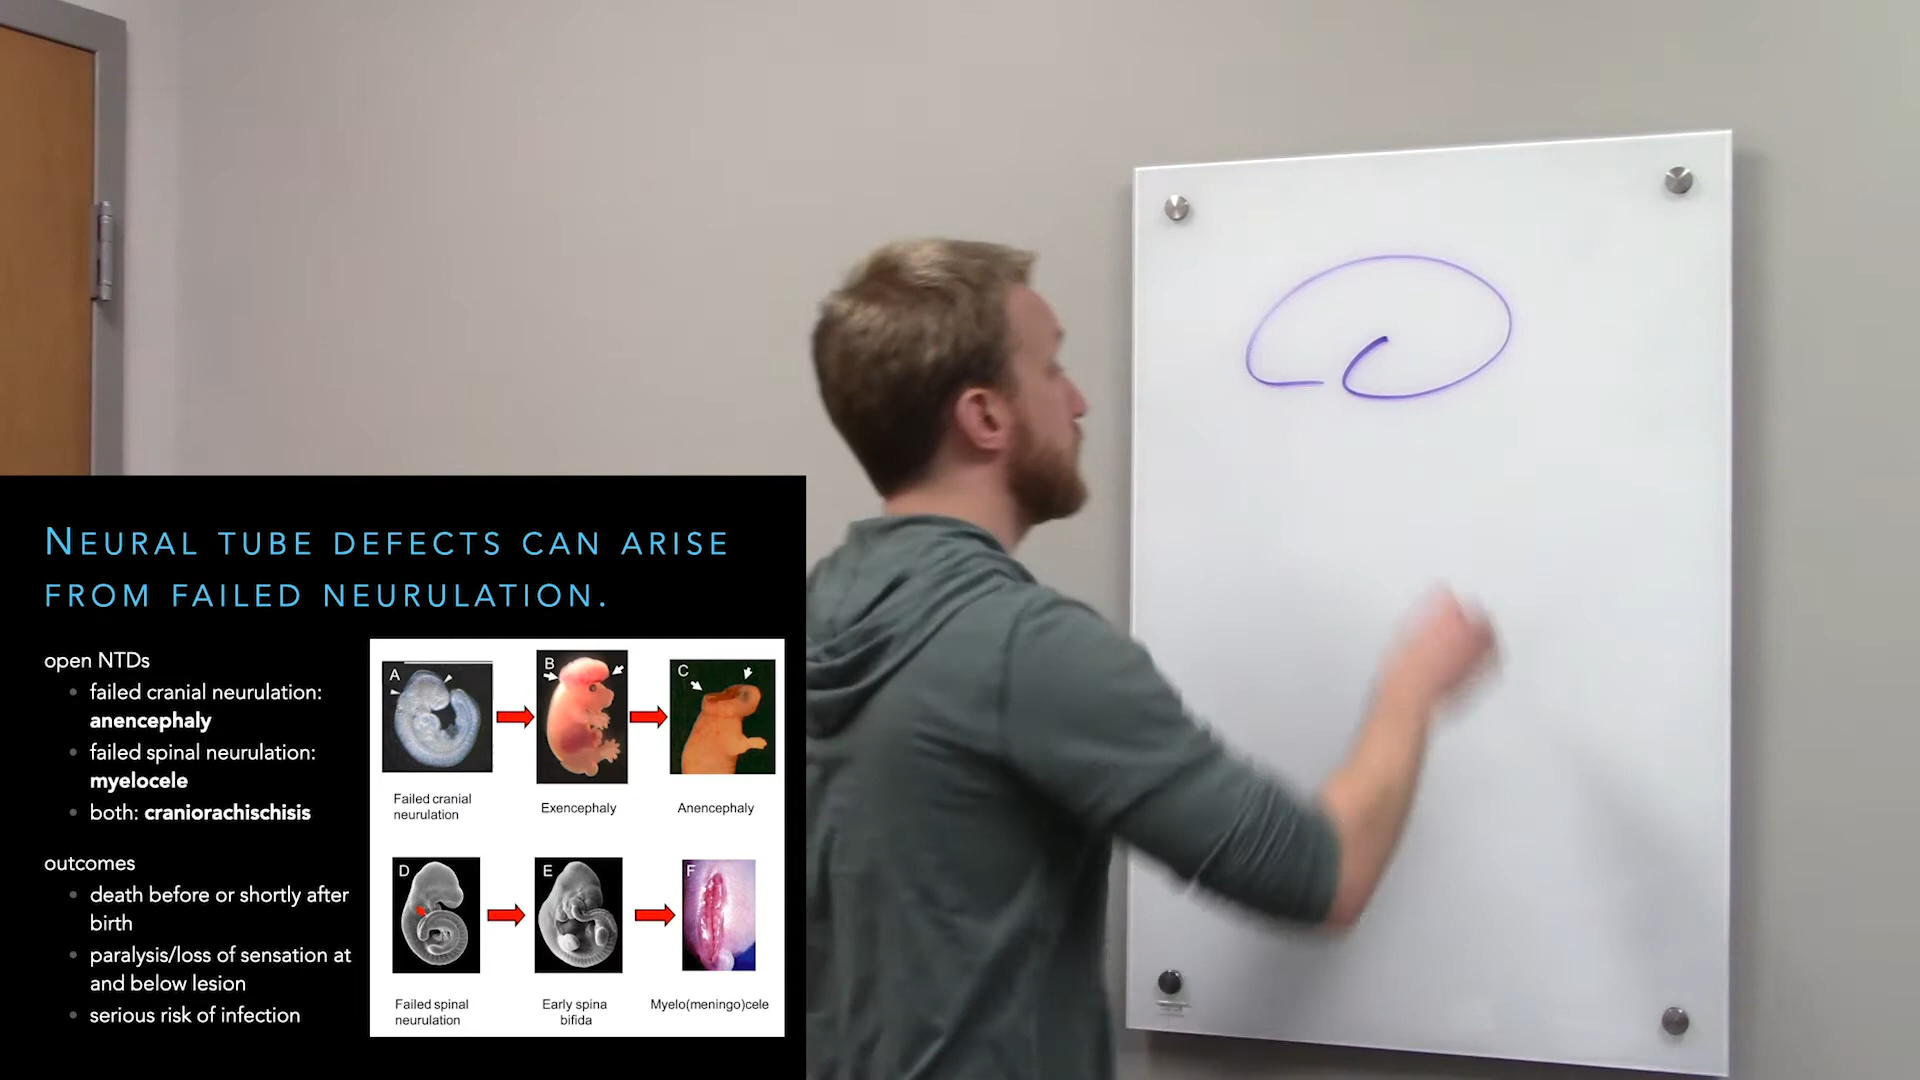 NEURAL TUBE DEFECTS CAN ARISE
FROM FAILED NEURULATION.
open NTDs
• failed cranial neurulation:
anencephaly
• failed spinal neurulation:
myelocele
• both: craniorachischisis
outcomes
• death before or shortly after
birth
• paralysis/loss of sensation at
and below lesion
• serious risk of infection
A
B
C
Failed cranial
neurulation
Exencephaly
Anencephaly
D
E
F
Failed spinal
neurulation
Early spina
bifida
Myelo(meningo)cele